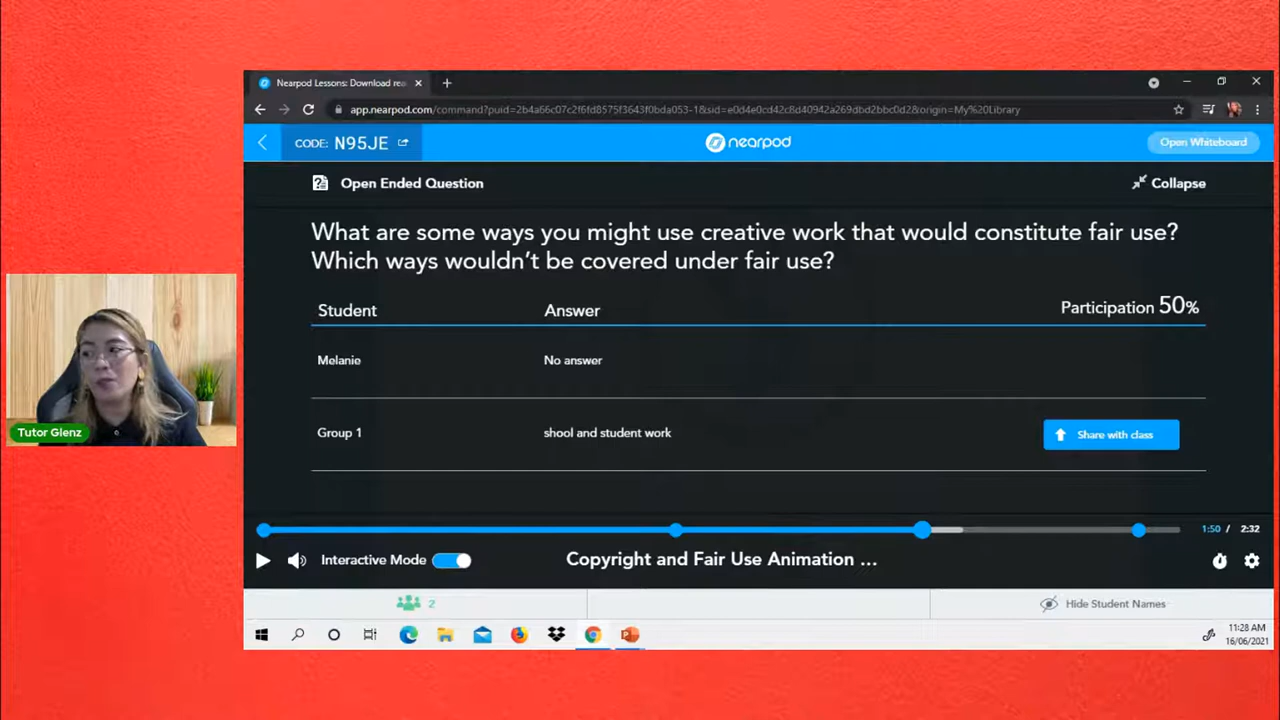 Nearpod Lessons: Download rea
app.nearpod.com/command?puid=2b4a66c07c2f6fd8575f3643f0bda053-1&sid=e0d4e0cd42c8d40942a269dbd2bbc0d2&origin=My%20Library
CODE: N95JE
nearpod
Open Whiteboard
Open Ended Question
Collapse
What are some ways you might use creative work that would constitute fair use?
Which ways wouldn't be covered under fair use?
Student Answer Participation 50%
Melanie No answer
Group 1 shool and student work
Share with class
Tutor Glenz
1:50 / 2:32
Interactive Mode
Copyright and Fair Use Animation ...
2
Hide Student Names
11:28 AM
16/06/2021